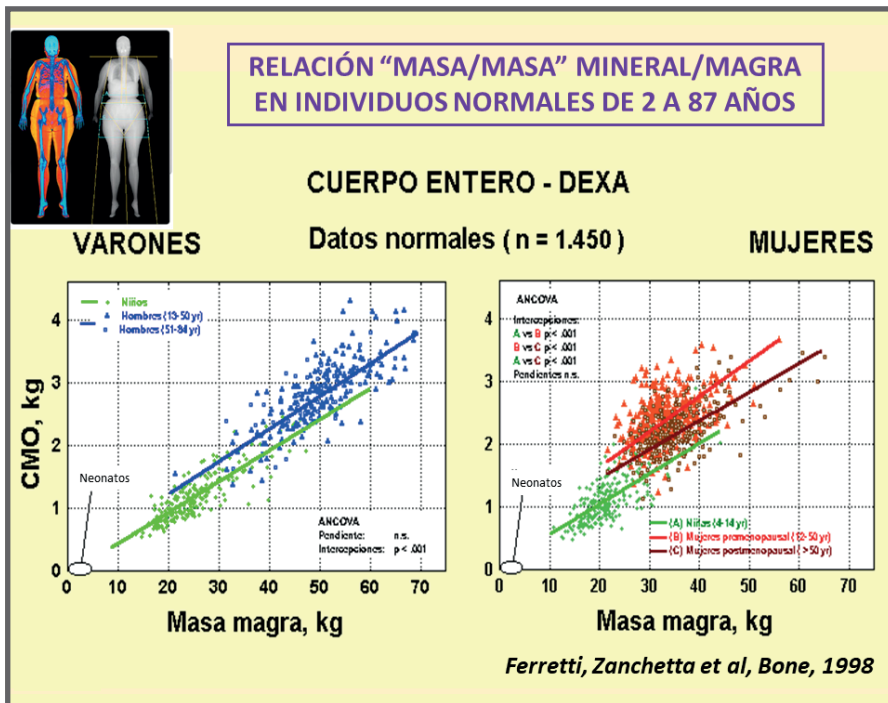 RELACIÓN “MASA/MASA” MINERAL/MAGRA
EN INDIVIDUOS NORMALES DE 2 A 87 AÑOS
CUERPO ENTERO - DEXA
VARONES
Datos normales ( n = 1.450 )
MUJERES
CMO, kg
4
3
2
1
0
Niños
Hombres (13-50 yr)
Hombres (51-84 yr)
Neonatos
ANCOVA
Pendiente: n.s.
Intercepciones: p < .001
0 10 20 30 40 50 60 70
Masa magra, kg
4
3
2
1
0
ANCOVA
Intercepciones:
A vs B p < .001
B vs C p < .001
A vs C p < .001
Pendientes n.s.
Neonatos
(A) Niñas (4-14 yr)
(B) Mujeres premenopausal (12-50 yr)
(C) Mujeres postmenopausal ( >50 yr)
0 10 20 30 40 50 60 70
Masa magra, kg
Ferretti, Zanchetta et al, Bone, 1998